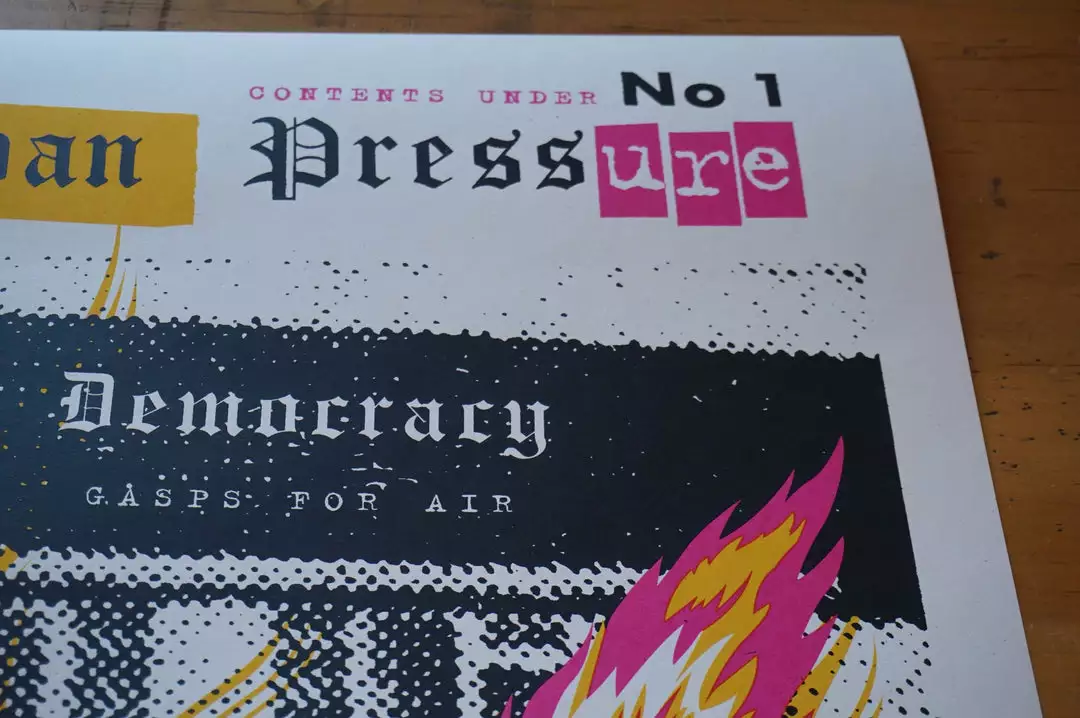 CONTENTS UNDER No 1
Pressure
Democracy
GASPS FOR AIR